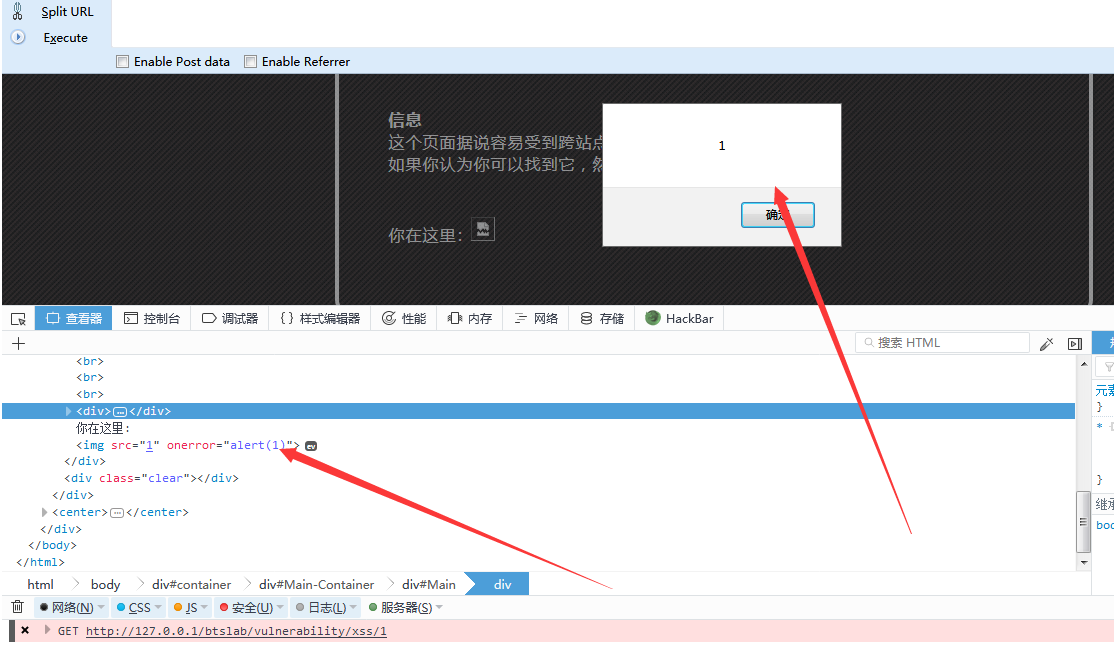 Split URL
Execute
Enable Post data Enable Referrer
信息
这个页面据说容易受到跨站点
如果你认为你可以找到它，然
1
确定
你在这里：
查看器 控制台 调试器 {} 样式编辑器 性能 内存 网络 存储 HackBar
+ 搜索 HTML
<br>
<br>
<br>
<div></div>
你在这里：
<img src="1" onerror="alert(1)"> ev
</div>
<div class="clear"></div>
</div>
<center></center>
</div>
</body>
</html>
元素
}
*
}
继承
boo
html body div#container div#Main-Container div#Main div
网络(N) CSS JS 安全(U) 日志(L) 服务器(S)
× GET http://127.0.0.1/btslab/vulnerability/xss/1